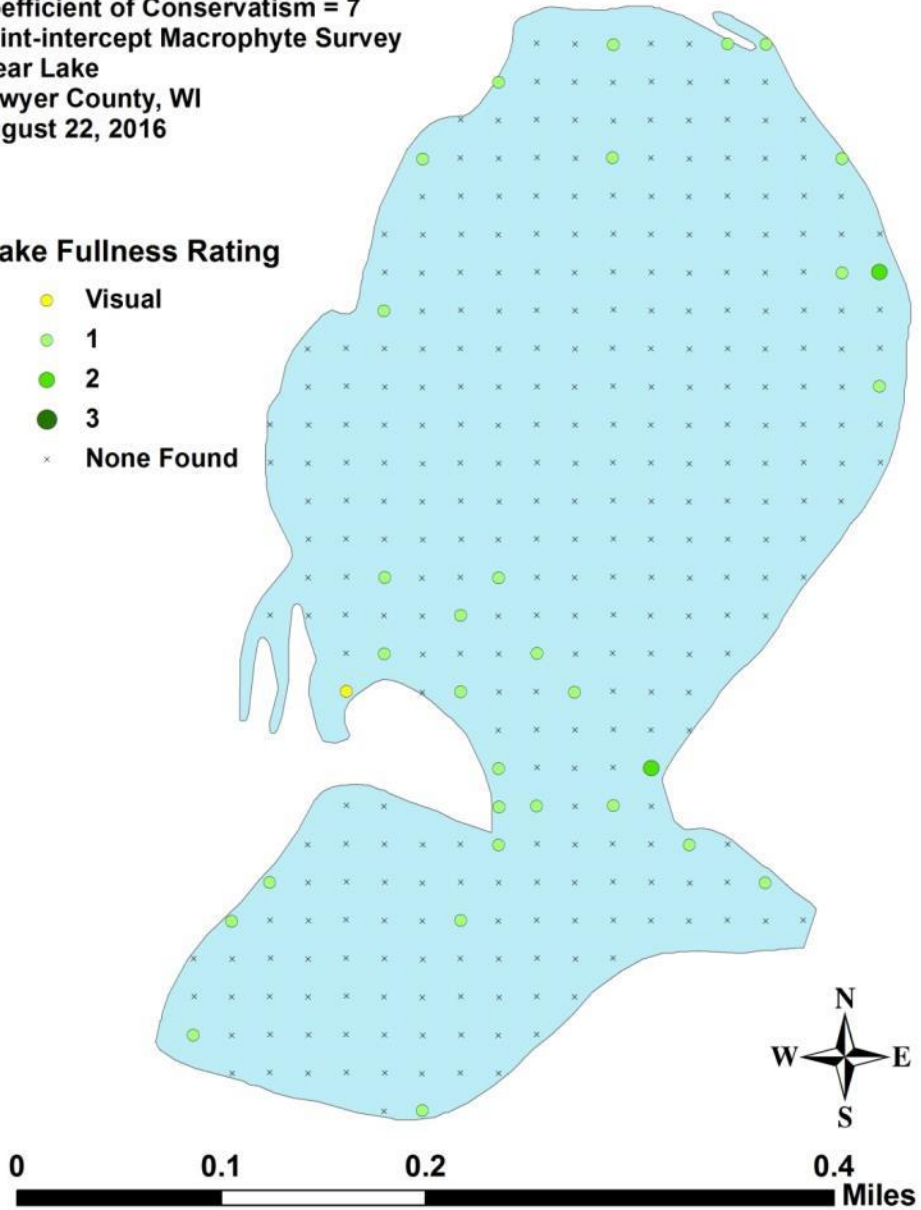 efficient of Conservatism = 7
int-intercept Macrophyte Survey
ear Lake
wyer County, WI
gust 22, 2016
ake Fullness Rating
Visual
1
2
3
None Found
N
W E
S
0 0.1 0.2 0.4
Miles